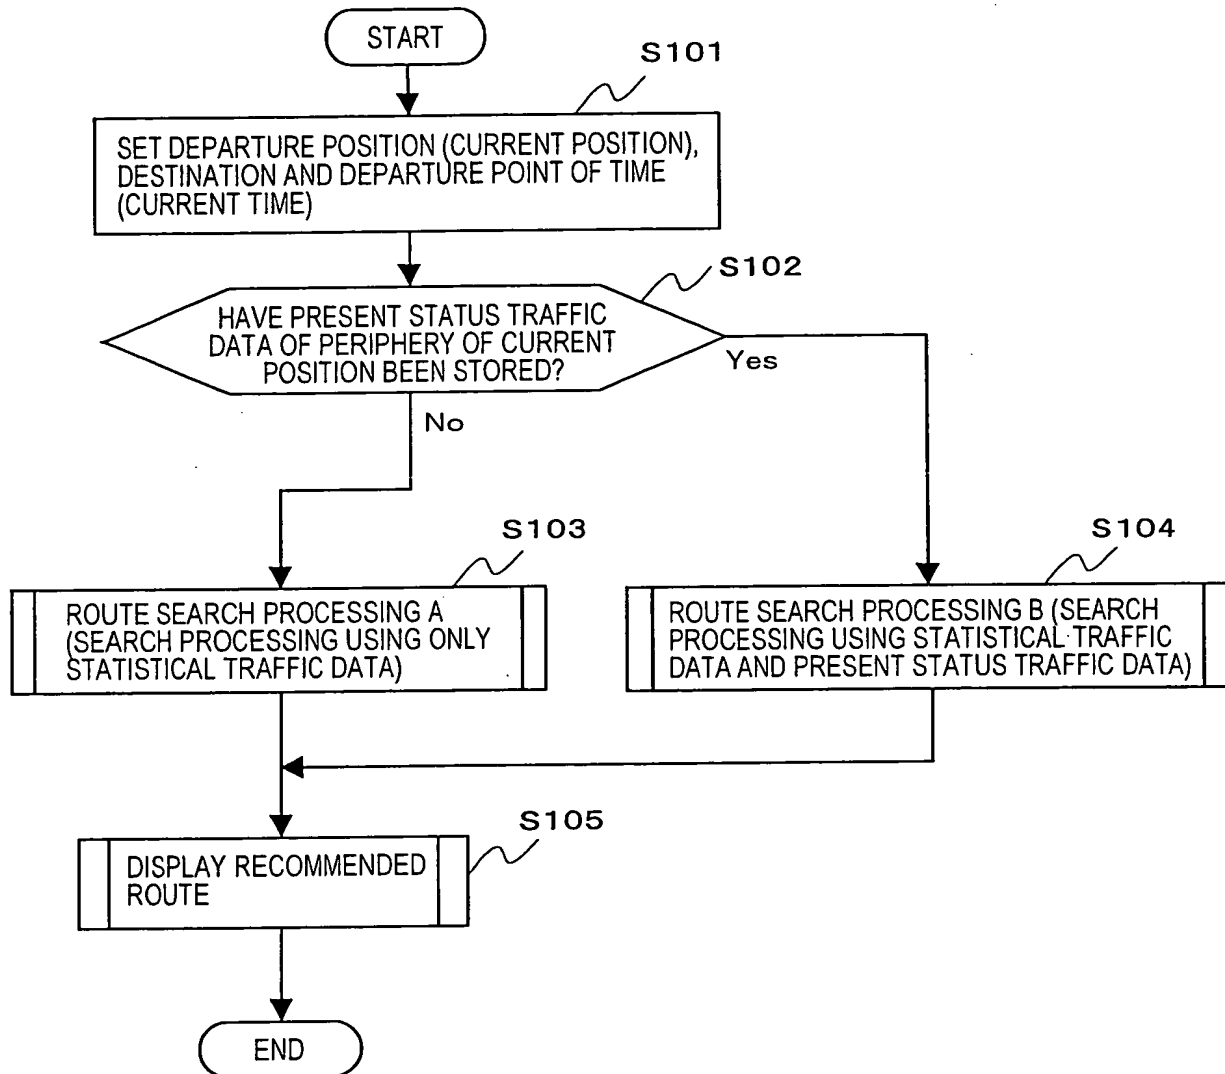 START
S101
SET DEPARTURE POSITION (CURRENT POSITION),
DESTINATION AND DEPARTURE POINT OF TIME
(CURRENT TIME)
S102
HAVE PRESENT STATUS TRAFFIC
DATA OF PERIPHERY OF CURRENT
POSITION BEEN STORED?
Yes
No
S103
ROUTE SEARCH PROCESSING A
(SEARCH PROCESSING USING ONLY
STATISTICAL TRAFFIC DATA)
S104
ROUTE SEARCH PROCESSING B (SEARCH
PROCESSING USING STATISTICAL TRAFFIC
DATA AND PRESENT STATUS TRAFFIC DATA)
S105
DISPLAY RECOMMENDED
ROUTE
END